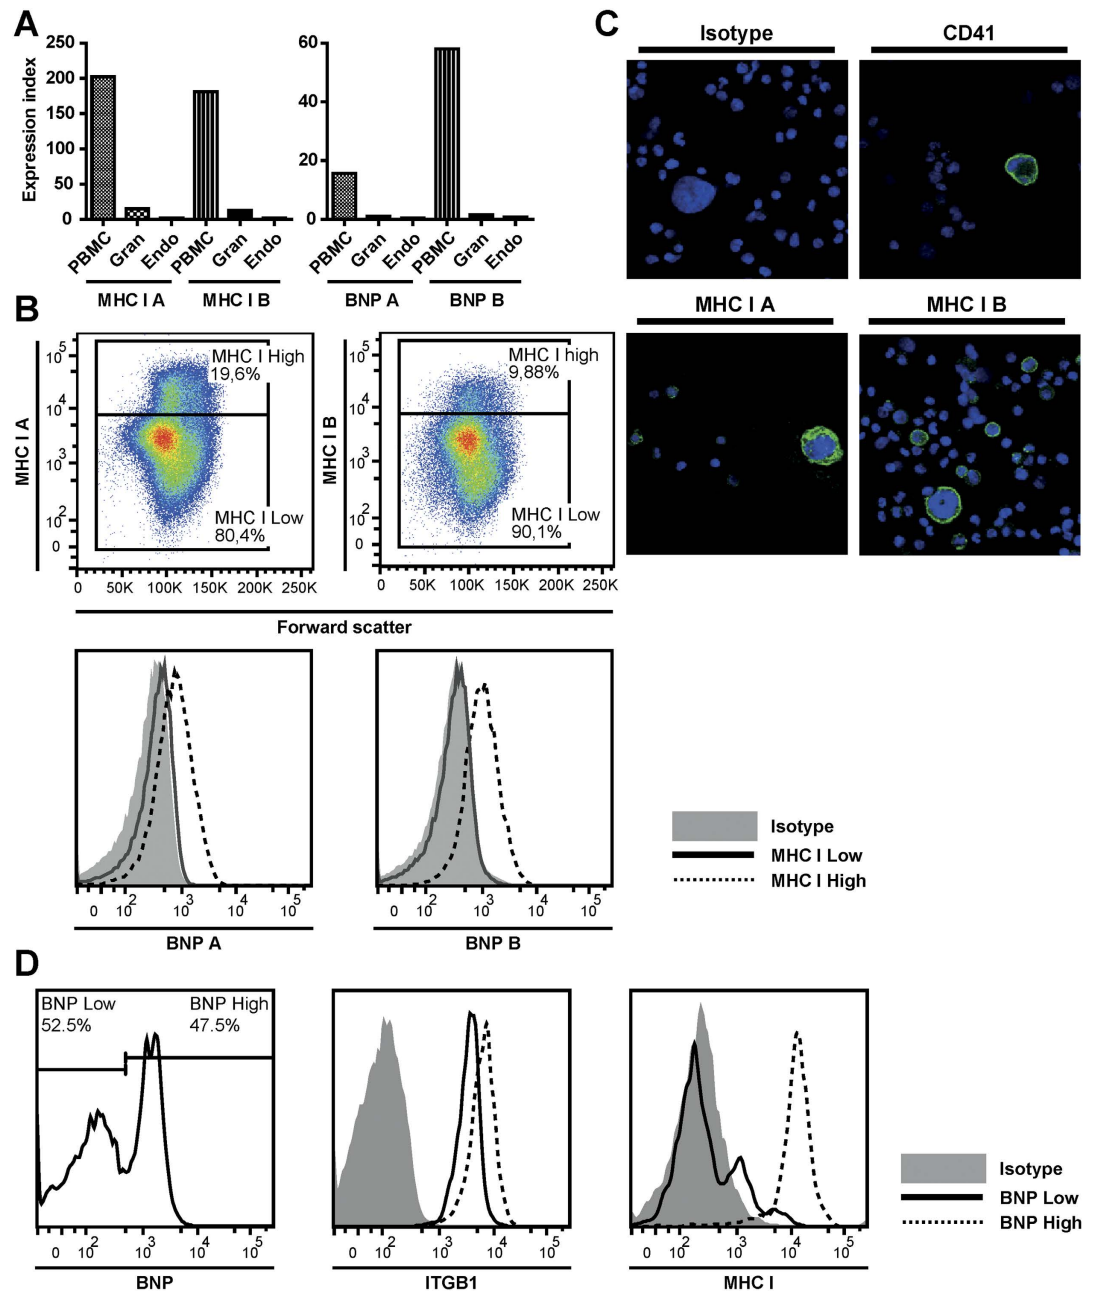 A
Expression index
250
200
150
100
50
0
PBMC
Gran
Endo
PBMC
Gran
Endo
MHC I A
MHC I B
60
40
20
0
PBMC
Gran
Endo
PBMC
Gran
Endo
BNP A
BNP B
C
Isotype
CD41
MHC I A
MHC I B
B
MHC I A
10^5
10^4
10^3
10^2
0
MHC I High
19,6%
MHC I Low
80,4%
0 50K 100K 150K 200K 250K
MHC I B
10^5
10^4
10^3
10^2
0
MHC I high
9,88%
MHC I Low
90,1%
0 50K 100K 150K 200K 250K
Forward scatter
0 10^2 10^3 10^4 10^5
BNP A
0 10^2 10^3 10^4 10^5
BNP B
Isotype
MHC I Low
MHC I High
D
BNP Low
52.5%
BNP High
47.5%
0 10^2 10^3 10^4 10^5
BNP
0 10^2 10^3 10^4 10^5
ITGB1
0 10^2 10^3 10^4 10^5
MHC I
Isotype
BNP Low
BNP High